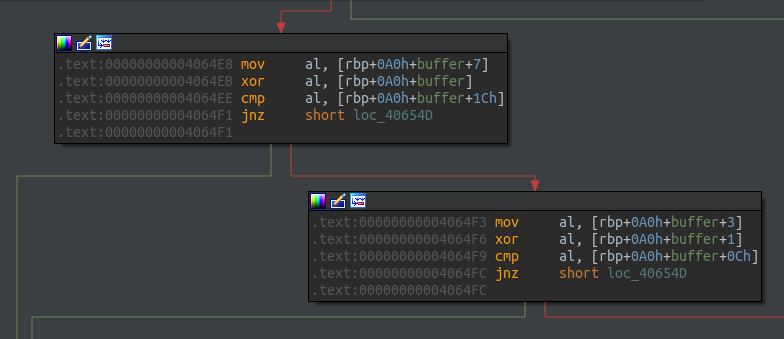 .text:00000000004064E8 mov al, [rbp+0A0h+buffer+7]
.text:00000000004064EB xor al, [rbp+0A0h+buffer]
.text:00000000004064EE cmp al, [rbp+0A0h+buffer+1Ch]
.text:00000000004064F1 jnz short loc_40654D
.text:00000000004064F1
.text:00000000004064F3 mov al, [rbp+0A0h+buffer+3]
.text:00000000004064F6 xor al, [rbp+0A0h+buffer+1]
.text:00000000004064F9 cmp al, [rbp+0A0h+buffer+0Ch]
.text:00000000004064FC jnz short loc_40654D
.text:00000000004064FC